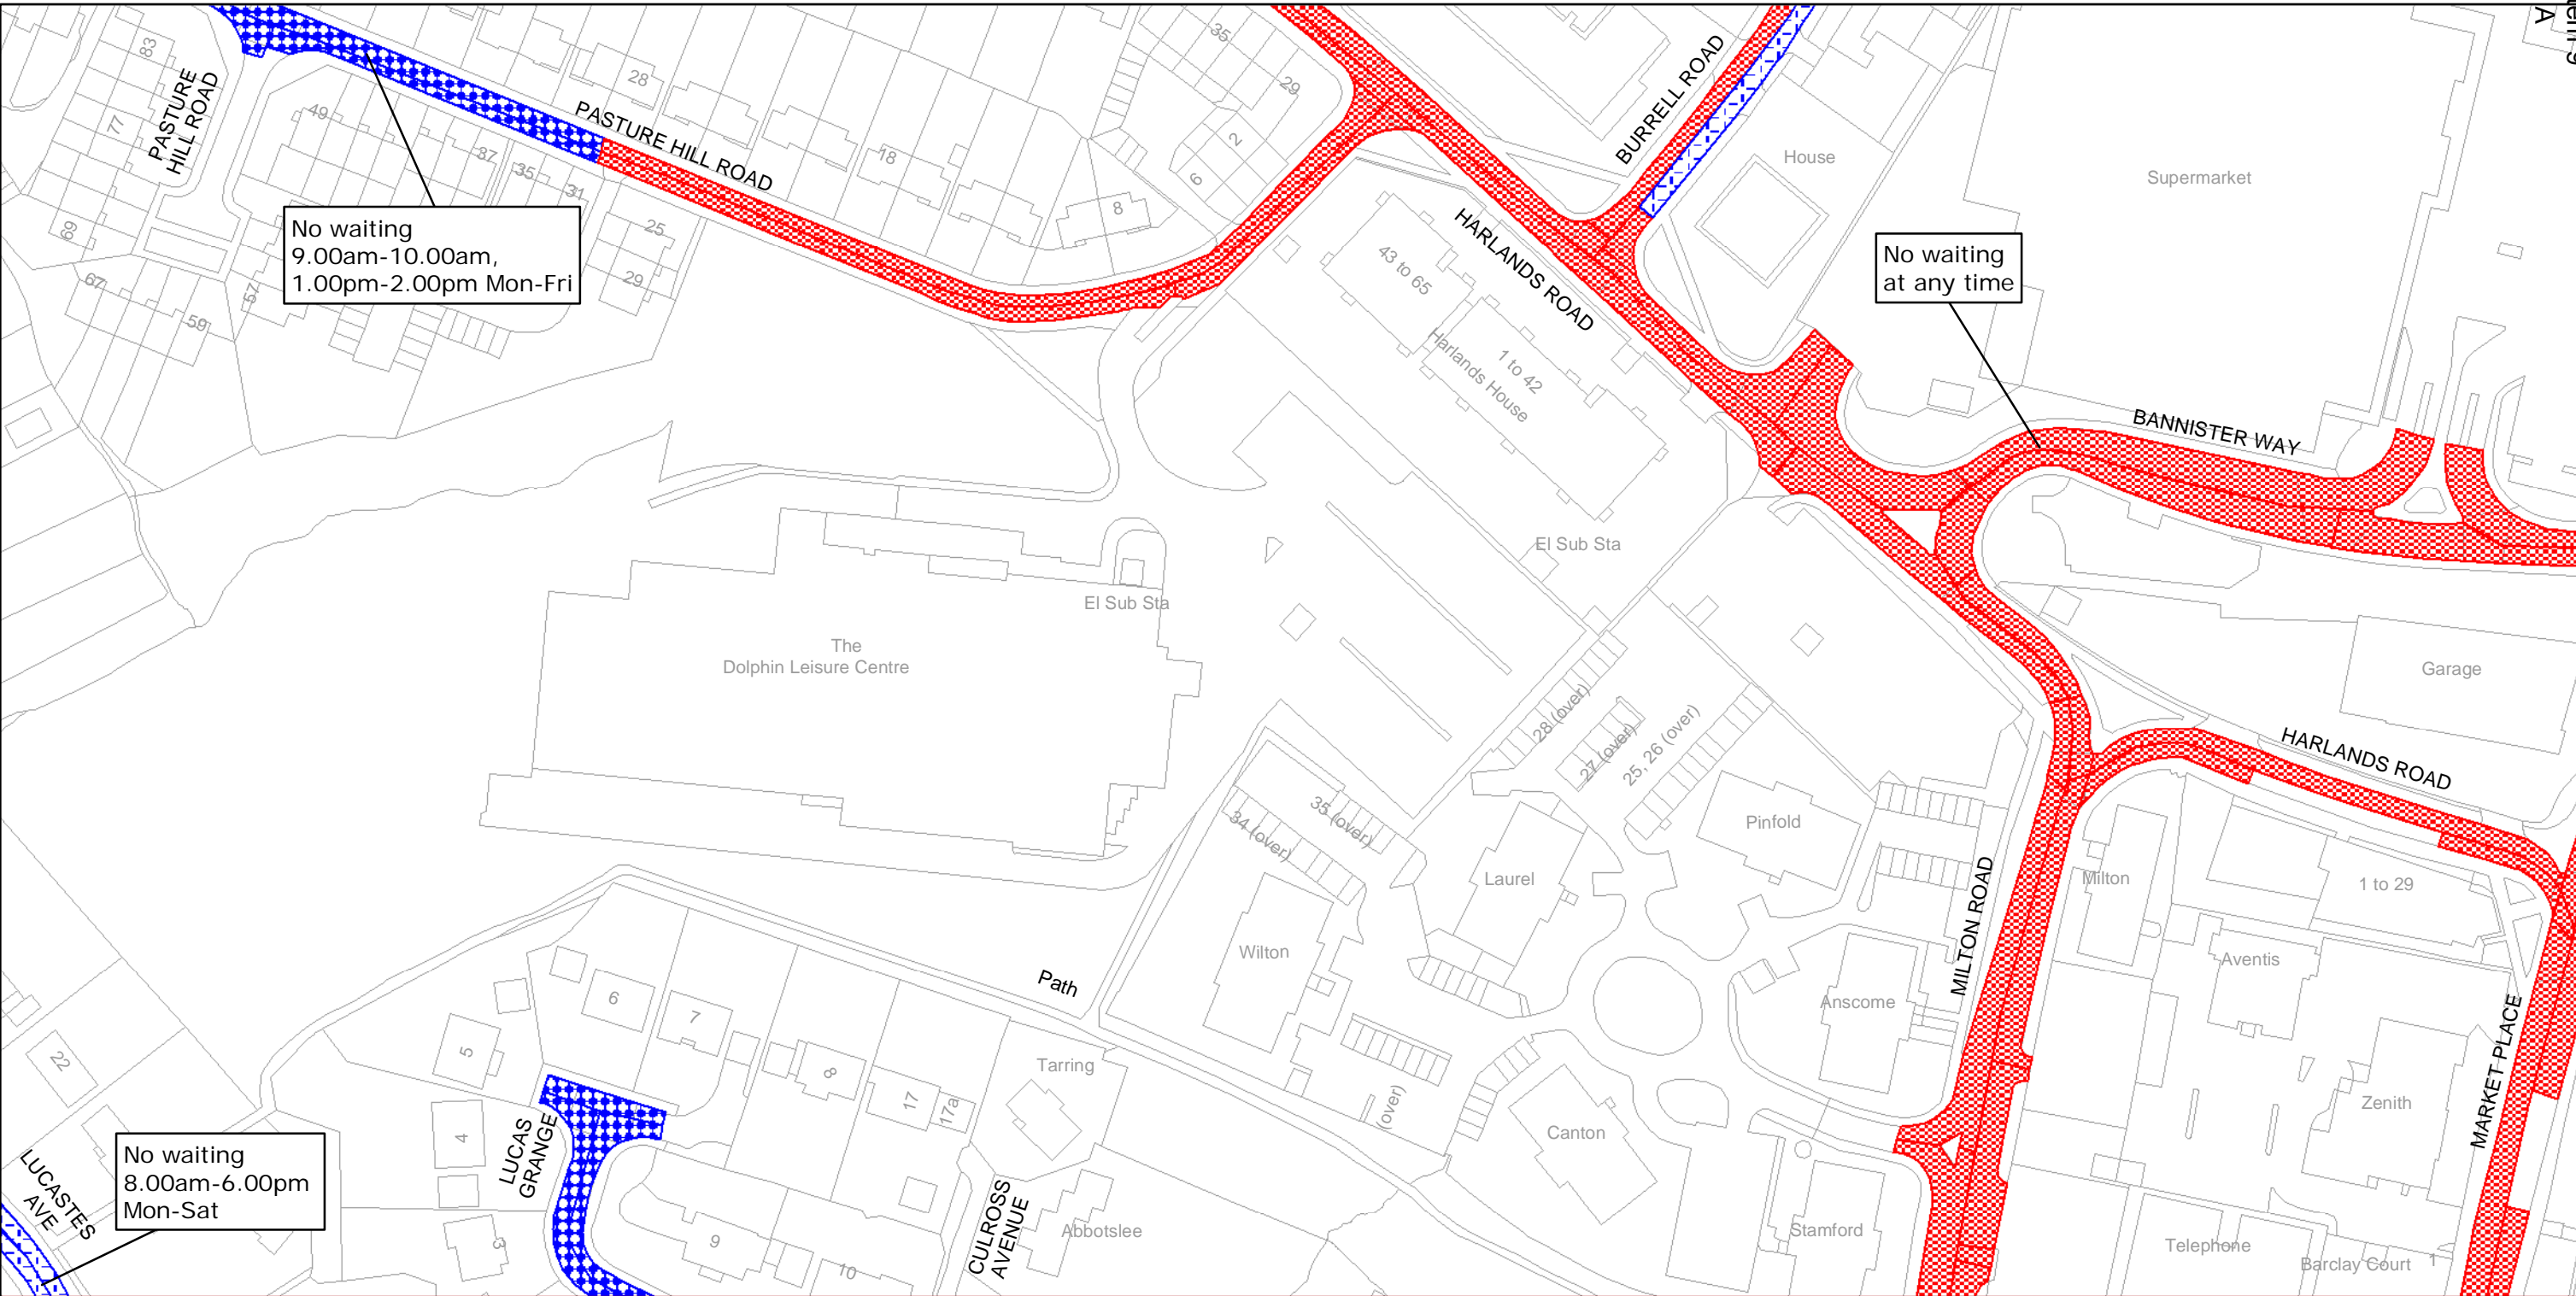 83
PASTURE
HILL ROAD
77
69
67
59
57
49
37
35
31
25
29
28
PASTURE HILL ROAD
18
8
6
2
35
29
No waiting
9.00am-10.00am,
1.00pm-2.00pm Mon-Fri
BURRELL ROAD
House
Supermarket
HARLANDS ROAD
43 to 65
1 to 42
Harlands House
No waiting
at any time
BANNISTER WAY
El Sub Sta
El Sub Sta
The
Dolphin Leisure Centre
Garage
28 (over)
27 (over)
25, 26 (over)
35 (over)
34 (over)
HARLANDS ROAD
Pinfold
Laurel
Milton
1 to 29
MILTON ROAD
Wilton
Aventis
Anscome
Path
MARKET PLACE
Zenith
6
7
5
8
17
17a
Tarring
22
4
(over)
Canton
LUCAS
GRANGE
LUCASTES
AVE
No waiting
8.00am-6.00pm
Mon-Sat
3
9
10
CULROSS
AVENUE
Abbotslee
Stamford
Telephone
Barclay Court
1
A